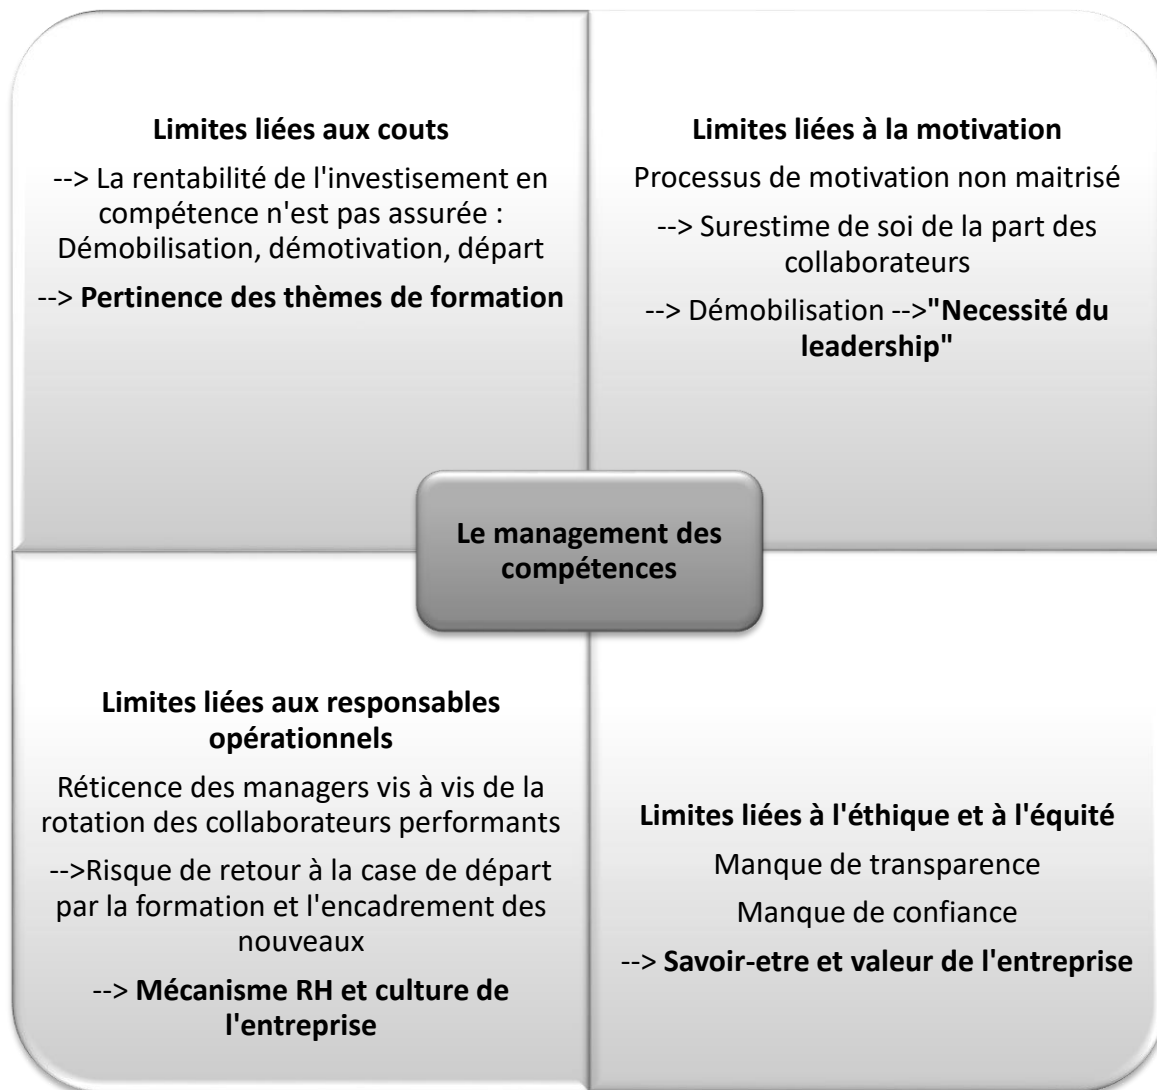 Limites liées aux couts
--> La rentabilité de l'investisement en
compétence n'est pas assurée :
Démobilisation, démotivation, départ
--> Pertinence des thèmes de formation
Limites liées à la motivation
Processus de motivation non maitrisé
--> Surestime de soi de la part des
collaborateurs
--> Démobilisation -->"Necessité du
leadership"
Le management des
compétences
Limites liées aux responsables
opérationnels
Réticence des managers vis à vis de la
rotation des collaborateurs performants
-->Risque de retour à la case de départ
par la formation et l'encadrement des
nouveaux
--> Mécanisme RH et culture de
l'entreprise
Limites liées à l'éthique et à l'équité
Manque de transparence
Manque de confiance
--> Savoir-etre et valeur de l'entreprise